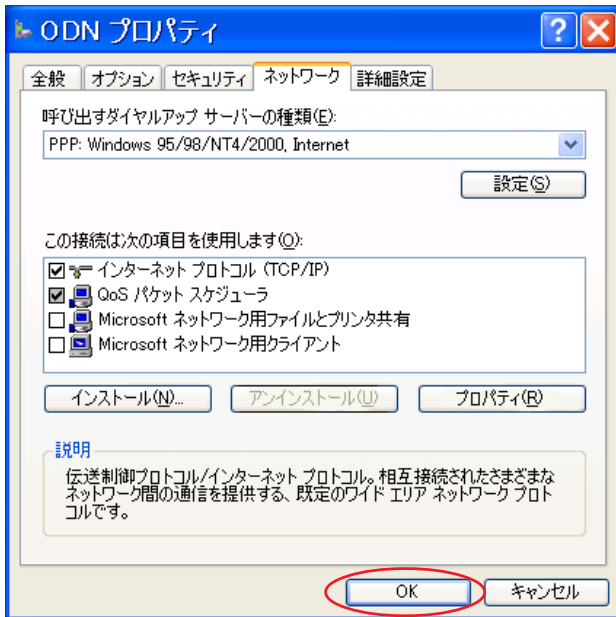 ODN プロパティ
全般 オプション セキュリティ ネットワーク 詳細設定
呼び出すダイヤルアップ サーバーの種類(E):
PPP: Windows 95/98/NT4/2000, Internet
設定(S)
この接続は次の項目を使用します(O):
インターネット プロトコル (TCP/IP)
QoS パケット スケジューラ
Microsoft ネットワーク用ファイルとプリンタ共有
Microsoft ネットワーク用クライアント
インストール(N)... アンインストール(U) プロパティ(R)
説明
伝送制御プロトコル/インターネット プロトコル。相互接続されたさまざまな
ネットワーク間の通信を提供する、既定のワイド エリア ネットワーク プロト
コルです。
OK キャンセル